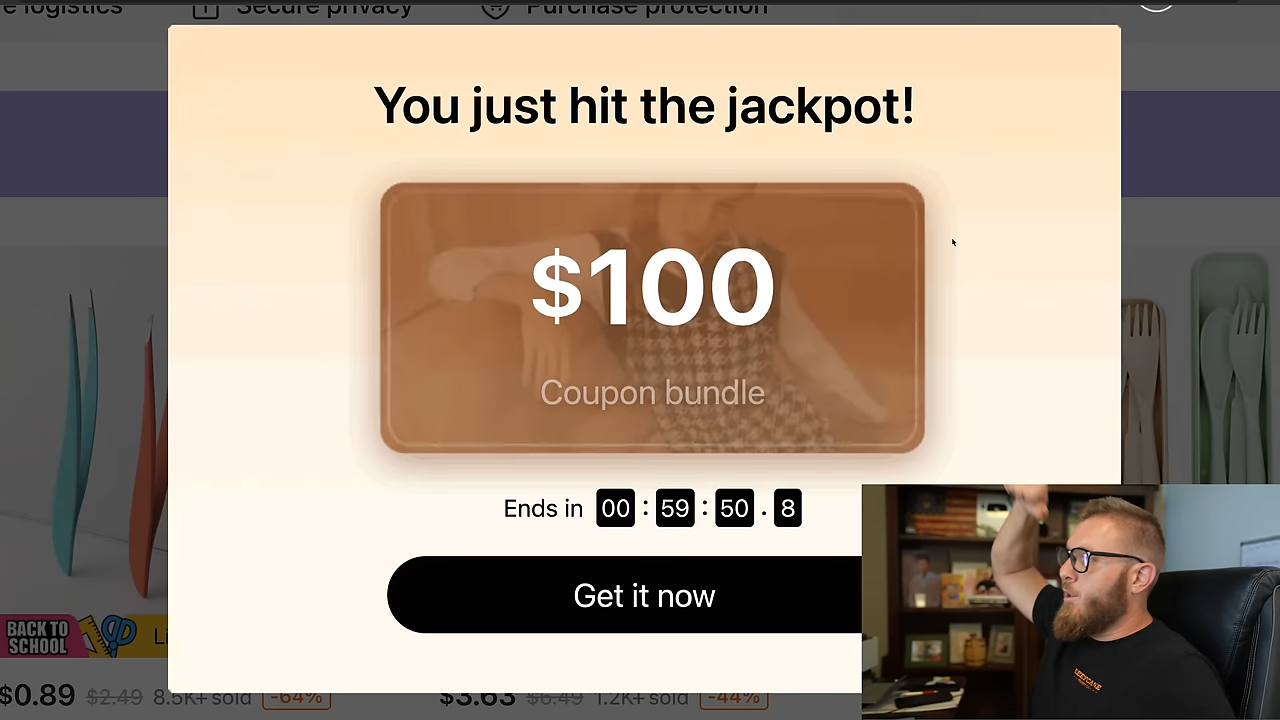 e logistics
Secure privacy
Purchase protection
You just hit the jackpot!
$100
Coupon bundle
Ends in 00 : 59 : 50 . 8
Get it now
BACK TO
SCHOOL
Li
$0.89 $2.49 8.5K+ sold -64%
$3.63 $6.49 1.2K+ sold -44%